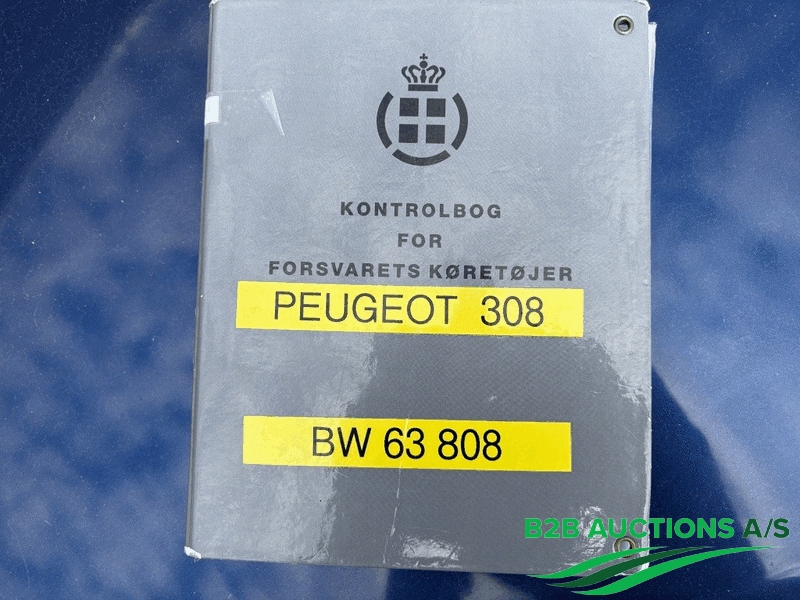 KONTROLBOG
FOR
FORSVARETS KØRETØJER
PEUGEOT 308
BW 63 808
B2B AUCTIONS A/S